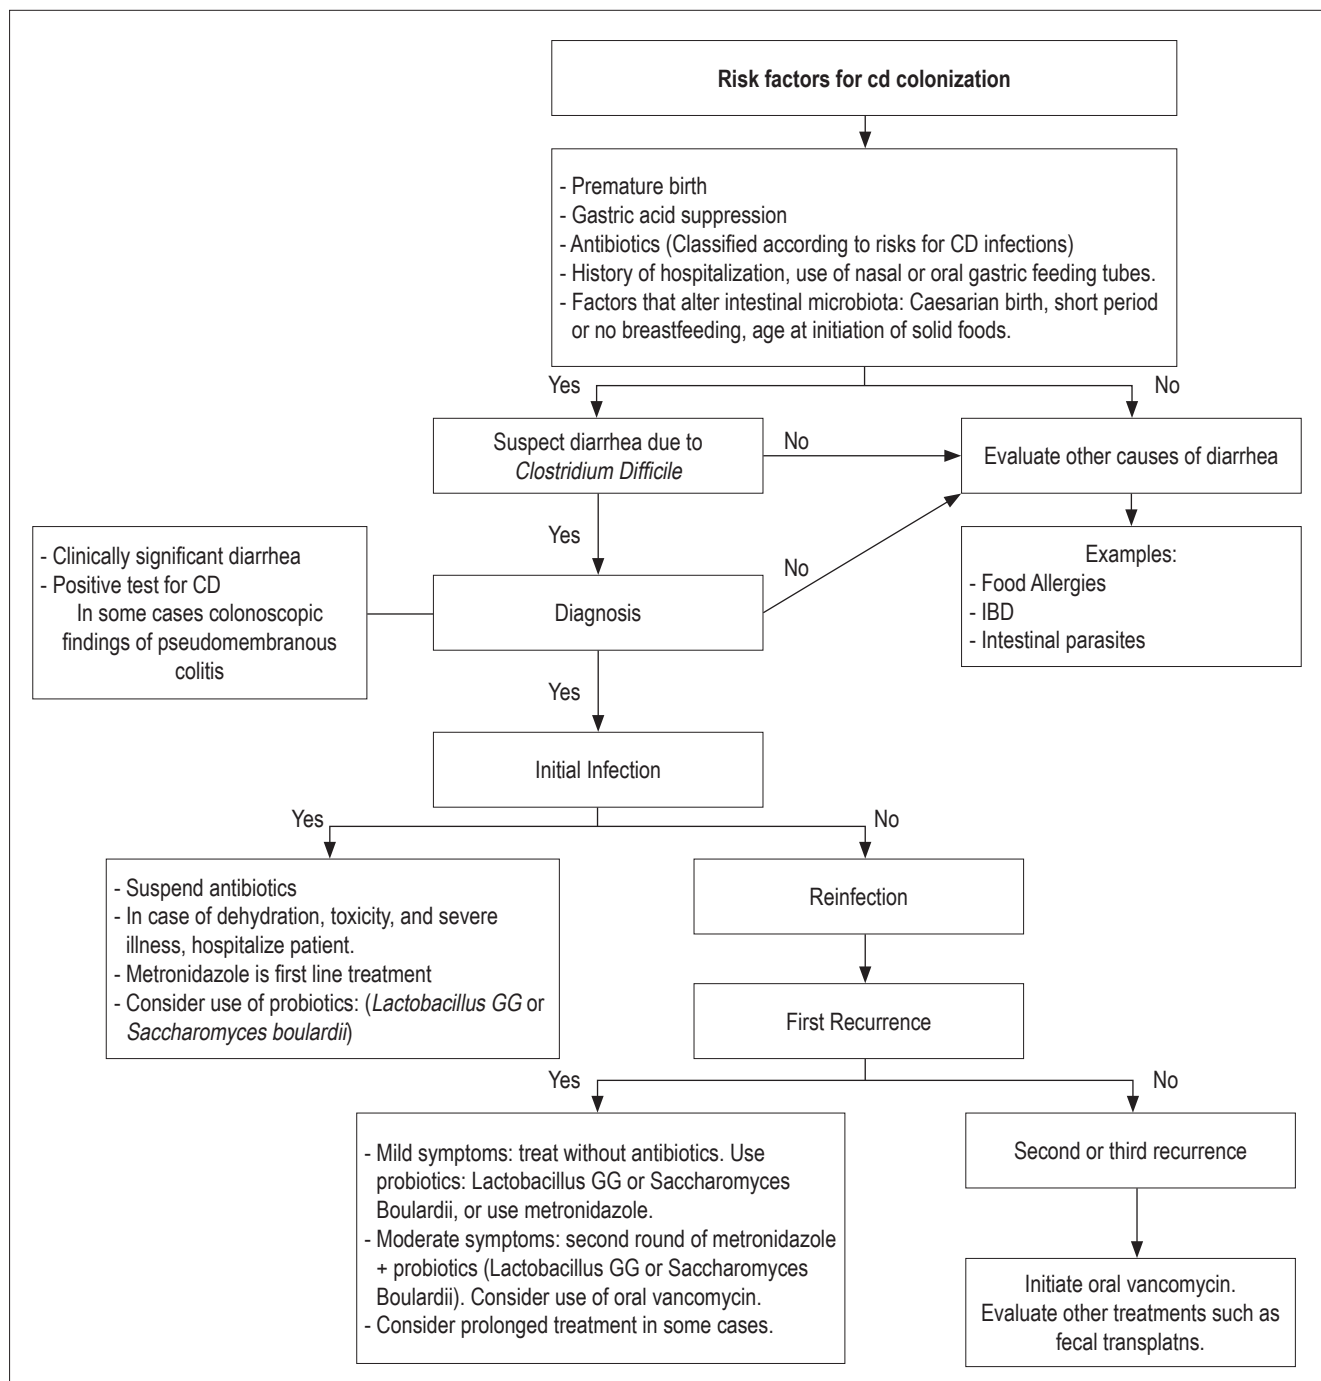 Risk factors for cd colonization
- Premature birth
- Gastric acid suppression
- Antibiotics (Classified according to risks for CD infections)
- History of hospitalization, use of nasal or oral gastric feeding tubes.
- Factors that alter intestinal microbiota: Caesarian birth, short period
or no breastfeeding, age at initiation of solid foods.
Yes
No
Suspect diarrhea due to
Clostridium Difficile
No
Evaluate other causes of diarrhea
Yes
- Clinically significant diarrhea
- Positive test for CD
In some cases colonoscopic
findings of pseudomembranous
colitis
Diagnosis
No
Examples:
- Food Allergies
- IBD
- Intestinal parasites
Yes
Initial Infection
Yes
No
- Suspend antibiotics
- In case of dehydration, toxicity, and severe
illness, hospitalize patient.
- Metronidazole is first line treatment
- Consider use of probiotics: (Lactobacillus GG or
Saccharomyces boulardii)
Reinfection
First Recurrence
Yes
No
- Mild symptoms: treat without antibiotics. Use
probiotics: Lactobacillus GG or Saccharomyces
Boulardii, or use metronidazole.
- Moderate symptoms: second round of metronidazole
+ probiotics (Lactobacillus GG or Saccharomyces
Boulardii). Consider use of oral vancomycin.
- Consider prolonged treatment in some cases.
Second or third recurrence
Initiate oral vancomycin.
Evaluate other treatments such as
fecal transplatns.